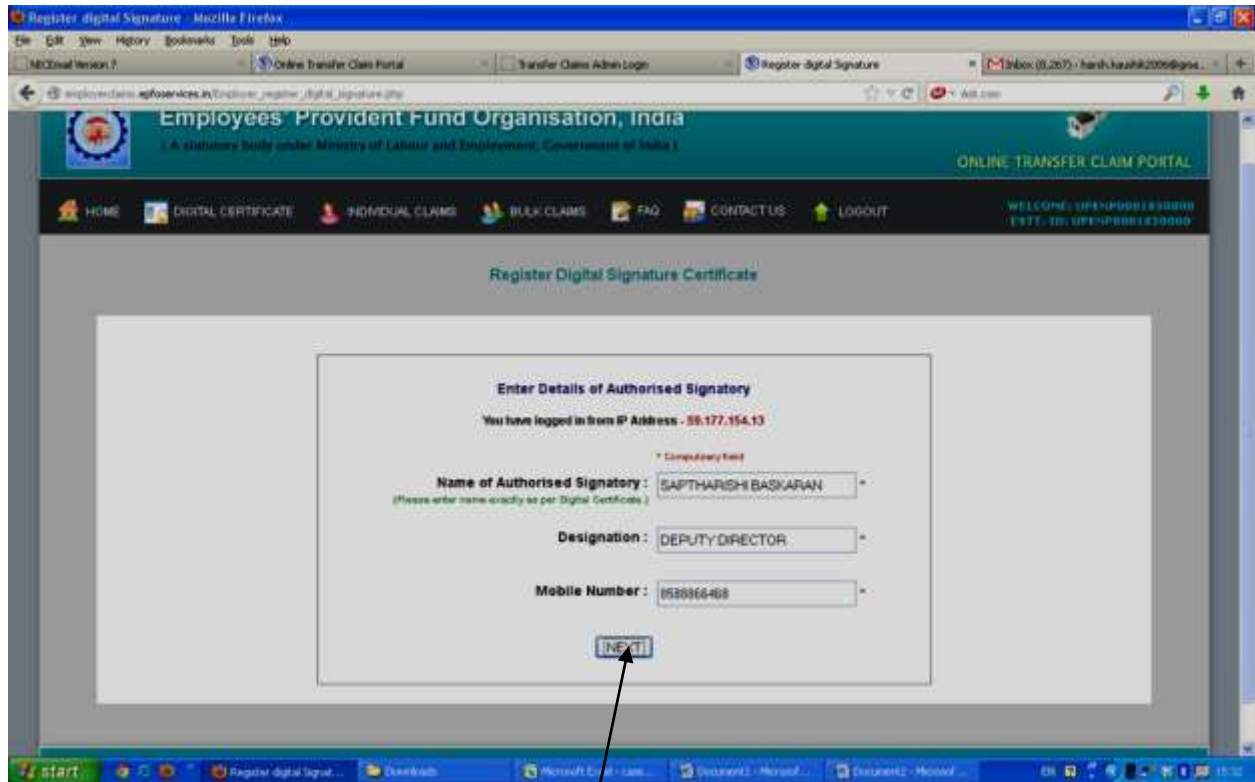 Register digital Signature - Mozilla Firefox
File Edit View History Bookmarks Tools Help
Online Transfer Claim Portal
Transfer Claims Admin Login
Register digital Signature
Employees' Provident Fund Organisation, India
( A statutory body under Ministry of Labour and Employment, Government of India )
ONLINE TRANSFER CLAIM PORTAL
HOME DIGITAL CERTIFICATE INDIVIDUAL CLAIMS BULK CLAIMS FAQ CONTACT US LOGOUT
Register Digital Signature Certificate
Enter Details of Authorised Signatory
You have logged in from IP Address - 59.177.154.13
* Compulsory field
Name of Authorised Signatory : SAPTHARISHI BASKARAN *
(Please enter name exactly as per Digital Certificate.)
Designation : DEPUTY DIRECTOR *
Mobile Number : 8588866468 *
NEXT
start Register digital Signat... Downloads